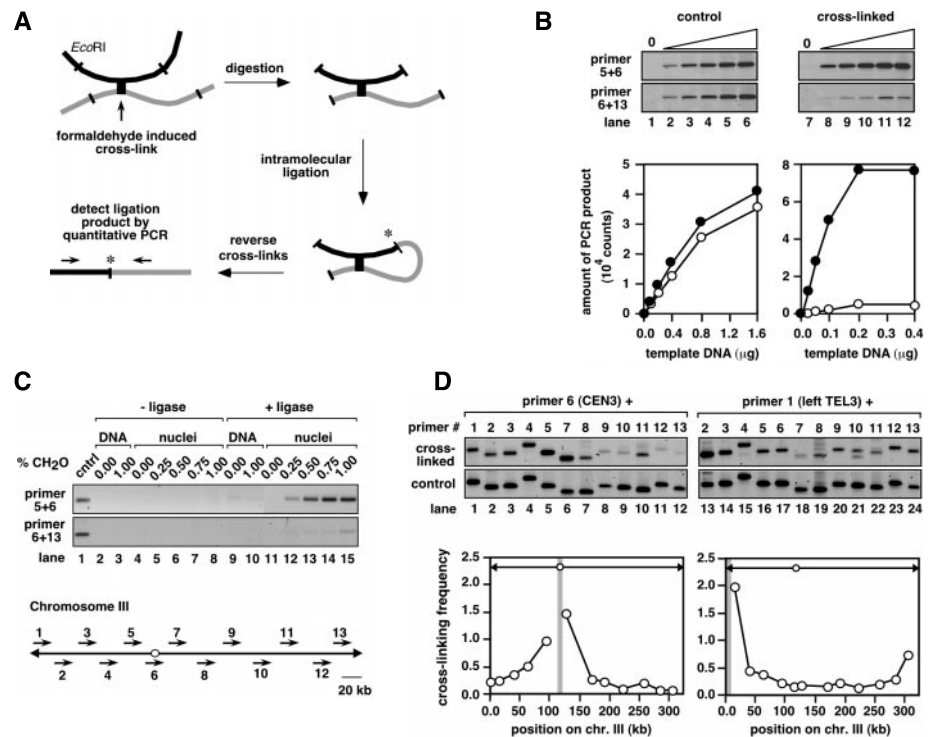 A
EcoRI
digestion
formaldehyde induced
cross-link
intramolecular
ligation
detect ligation
product by
quantitative PCR
*
reverse
cross-links
*
B
control cross-linked
0 0
primer
5+6
primer
6+13
lane 1 2 3 4 5 6 7 8 9 10 11 12
amount of PCR product
(10⁴ counts)
5
4
3
2
1
0
0.0 0.4 0.8 1.2 1.6
template DNA (μg)
8
6
4
2
0
0.0 0.1 0.2 0.3 0.4
template DNA (μg)
C
- ligase + ligase
DNA nuclei DNA nuclei
% CH2O cntrl 0.00 1.00 0.00 0.25 0.50 0.75 1.00 0.00 1.00 0.00 0.25 0.50 0.75 1.00
primer
5+6
primer
6+13
lane 1 2 3 4 5 6 7 8 9 10 11 12 13 14 15
Chromosome III
1 3 5 7 9 11 13
2 4 6 8 10 12
20 kb
D
primer 6 (CEN3) + primer 1 (left TEL3) +
primer # 1 2 3 4 5 7 8 9 10 11 12 13 2 3 4 5 6 7 8 9 10 11 12 13
cross-
linked
control
lane 1 2 3 4 5 6 7 8 9 10 11 12 13 14 15 16 17 18 19 20 21 22 23 24
cross-linking frequency
2.5
2.0
1.5
1.0
0.5
0.0
0.0 50 100 150 200 250 300
position on chr. III (kb)
2.5
2.0
1.5
1.0
0.5
0.0
0.0 50 100 150 200 250 300
position on chr. III (kb)